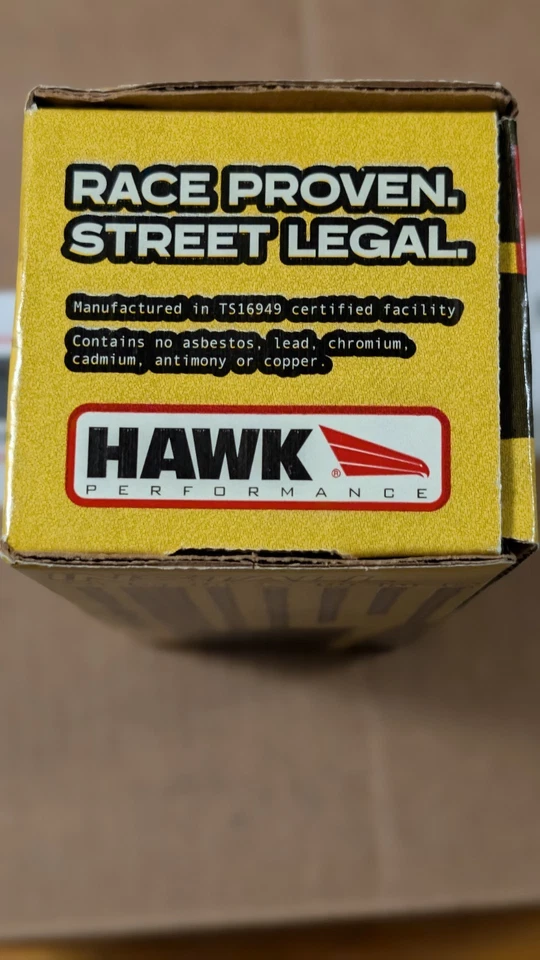 RACE PROVEN.
STREET LEGAL.
Manufactured in TS16949 certified facility
Contains no asbestos, lead, chromium,
cadmium, antimony or copper.
HAWK®
PERFORMANCE